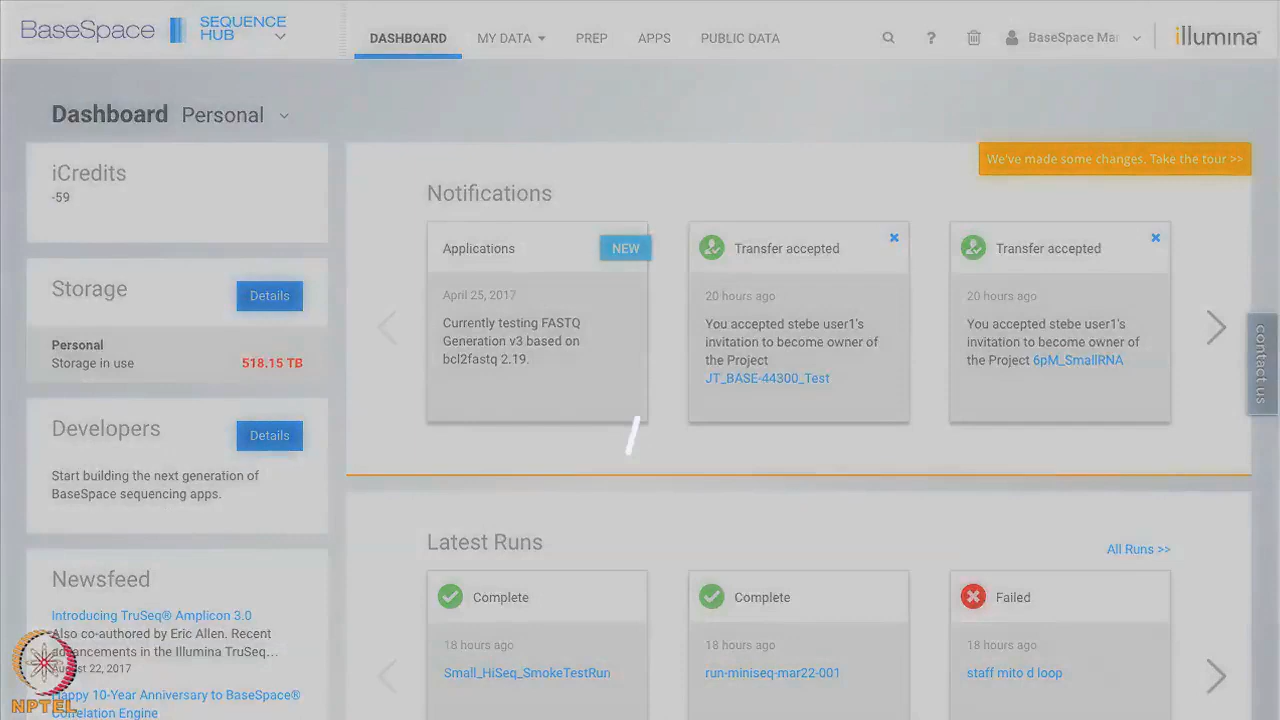 BaseSpace
SEQUENCE
HUB
DASHBOARD
MY DATA
PREP
APPS
PUBLIC DATA
?
BaseSpace Ma
illumina
Dashboard Personal
iCredits
-59
Storage
Details
Personal
Storage in use
518.15 TB
Developers
Details
Start building the next generation of
BaseSpace sequencing apps.
Newsfeed
Introducing TruSeq® Amplicon 3.0
Also co-authored by Eric Allen. Recent
advancements in the Illumina TruSeq...
August 22, 2017
Happy 10-Year Anniversary to BaseSpace®
Correlation Engine
We've made some changes. Take the tour >>
Notifications
Applications
NEW
April 25, 2017
Currently testing FASTQ
Generation v3 based on
bcl2fastq 2.19.
Transfer accepted
20 hours ago
You accepted stebe user1's
invitation to become owner of
the Project
JT_BASE-44300_Test
Transfer accepted
20 hours ago
You accepted stebe user1's
invitation to become owner of
the Project 6pM_SmallRNA
contact us
Latest Runs
All Runs >>
Complete
18 hours ago
Small_HiSeq_SmokeTestRun
Complete
18 hours ago
run-miniseq-mar22-001
Failed
18 hours ago
staff mito d loop
NPTEL